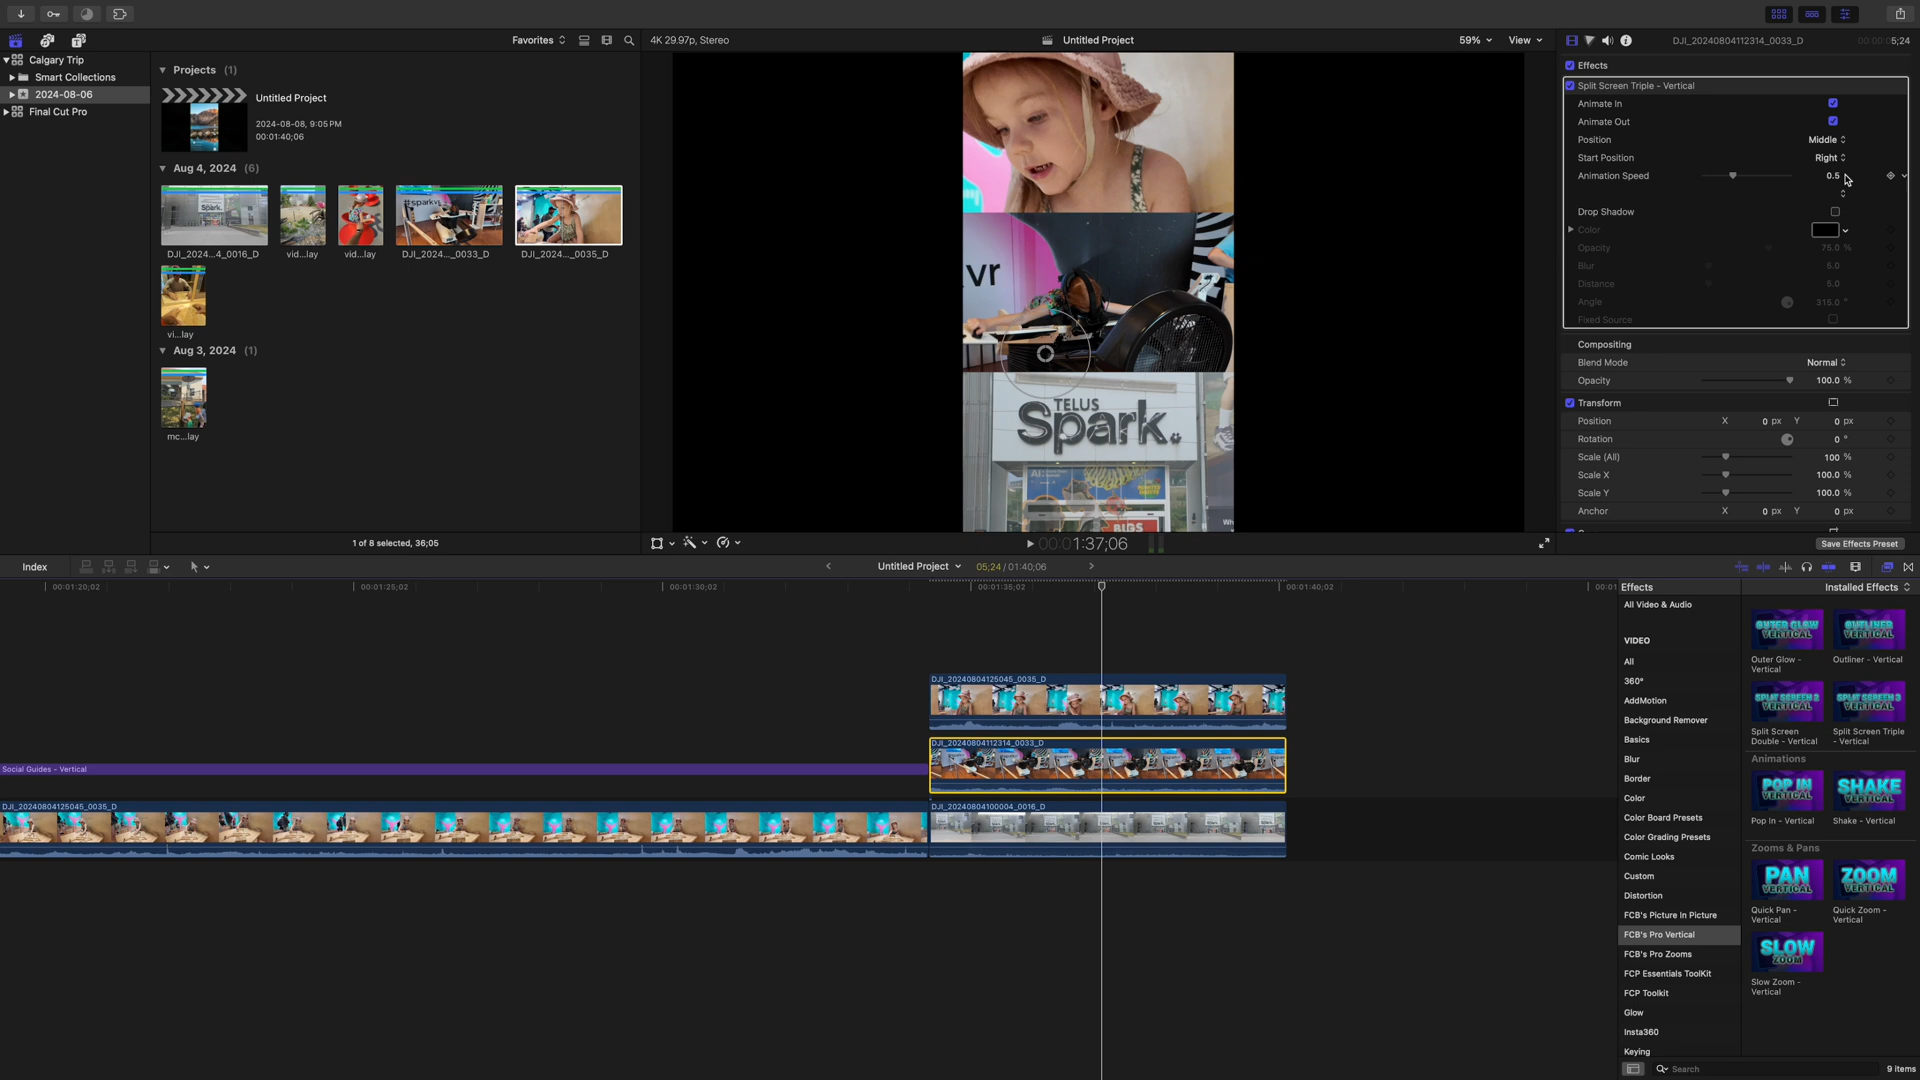 Favorites
4K 29.97p, Stereo
Untitled Project
59%
View
DJI_20240804112314_0033_D
00:00:05;24
Calgary Trip
Smart Collections
2024-08-06
Final Cut Pro
Projects (1)
Untitled Project
2024-08-08, 9:05 PM
00:01:40;06
Aug 4, 2024 (6)
DJI_2024...4_0016_D
vid...lay
vid...lay
DJI_2024..._0033_D
DJI_2024..._0035_D
vi...lay
Aug 3, 2024 (1)
mc...lay
1 of 8 selected, 36;05
vr
TELUS
Spark.
00:00:1:37;06
Effects
Split Screen Triple - Vertical
Animate In
Animate Out
Position Middle
Start Position Right
Animation Speed 0.5
Drop Shadow
Color
Opacity 75.0 %
Blur 5.0
Distance 5.0
Angle 315.0 °
Fixed Source
Compositing
Blend Mode Normal
Opacity 100.0 %
Transform
Position X 0 px Y 0 px
Rotation 0 °
Scale (All) 100 %
Scale X 100.0 %
Scale Y 100.0 %
Anchor X 0 px Y 0 px
Save Effects Preset
Index
Untitled Project
05;24 / 01:40;06
00:01:20;02
00:01:25;02
00:01:30;02
00:01:35;02
00:01:40;02
00:01
DJI_20240804125045_0035_D
DJI_20240804112314_0033_D
Social Guides - Vertical
DJI_20240804125045_0035_D
DJI_20240804100004_0016_D
Effects
All Video & Audio
VIDEO
All
360°
AddMotion
Background Remover
Basics
Blur
Border
Color
Color Board Presets
Color Grading Presets
Comic Looks
Custom
Distortion
FCB's Picture In Picture
FCB's Pro Vertical
FCB's Pro Zooms
FCP Essentials ToolKit
FCP Toolkit
Glow
Insta360
Keying
Installed Effects
OUTER GLOW
VERTICAL
OUTLINER
VERTICAL
Outer Glow -
Vertical
Outliner - Vertical
SPLIT SCREEN 2
VERTICAL
SPLIT SCREEN 3
VERTICAL
Split Screen
Double - Vertical
Split Screen Triple
- Vertical
Animations
POP IN
VERTICAL
SHAKE
VERTICAL
Pop In - Vertical
Shake - Vertical
Zooms & Pans
PAN
VERTICAL
ZOOM
VERTICAL
Quick Pan -
Vertical
Quick Zoom -
Vertical
SLOW
ZOOM
Slow Zoom -
Vertical
Search
9 items